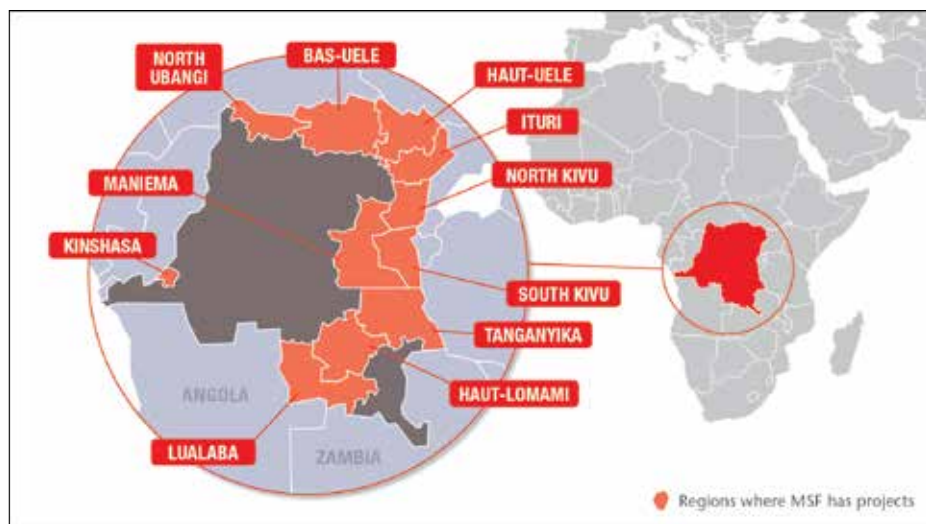 NORTH
UBANGI
BAS-UELE
HAUT-UELE
ITURI
MANIEMA
NORTH KIVU
KINSHASA
SOUTH KIVU
TANGANYIKA
ANGOLA
HAUT-LOMAMI
LUALABA
ZAMBIA
Regions where MSF has projects